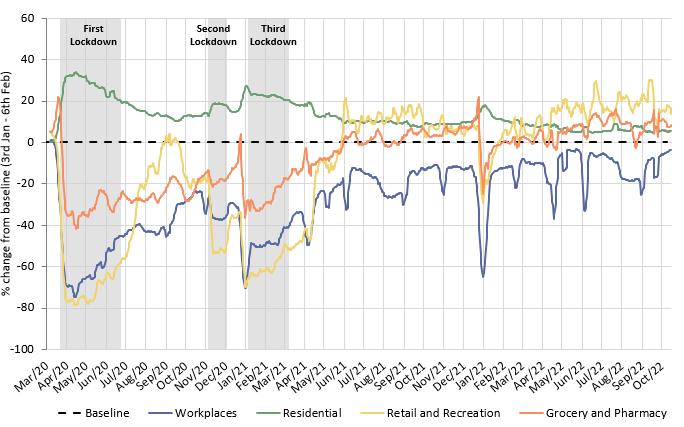 First
Lockdown
Second
Lockdown
Third
Lockdown
% change from baseline (3rd Jan - 6th Feb)
60
40
20
0
-20
-40
-60
-80
-100
Mar/20
Apr/20
May/20
Jun/20
Jul/20
Aug/20
Sep/20
Oct/20
Nov/20
Dec/20
Jan/21
Feb/21
Mar/21
Apr/21
May/21
Jun/21
Jul/21
Aug/21
Sep/21
Oct/21
Nov/21
Dec/21
Jan/22
Feb/22
Mar/22
Apr/22
May/22
Jun/22
Jul/22
Aug/22
Sep/22
Oct/22
Baseline
Workplaces
Residential
Retail and Recreation
Grocery and Pharmacy